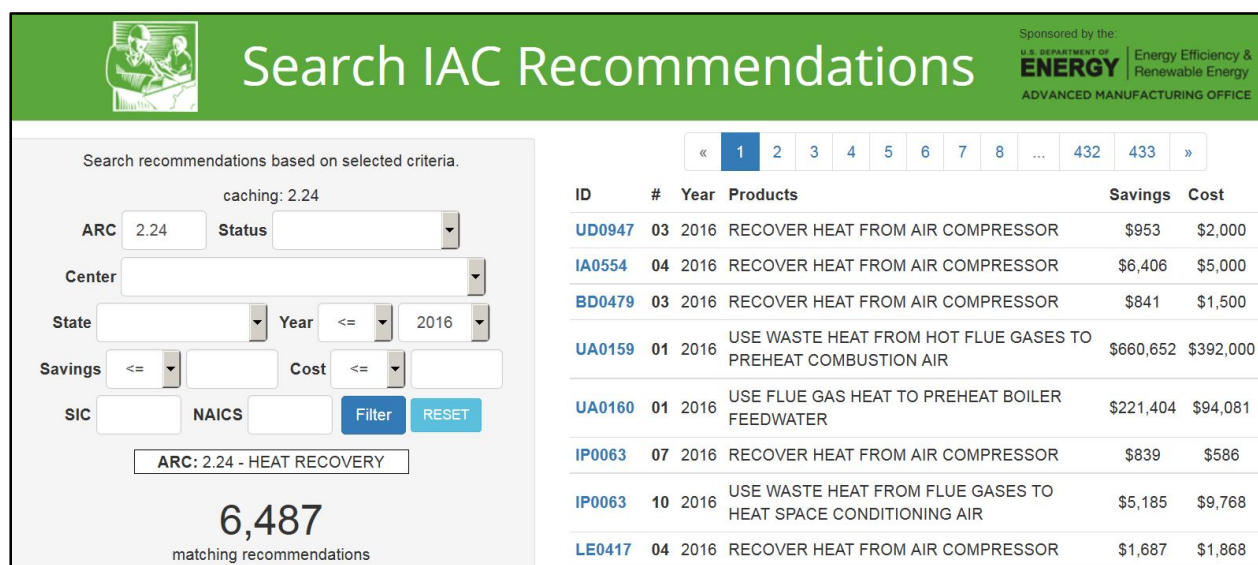 Search IAC Recommendations
Sponsored by the:
U.S. DEPARTMENT OF
ENERGY
Energy Efficiency &
Renewable Energy
ADVANCED MANUFACTURING OFFICE
Search recommendations based on selected criteria.
caching: 2.24
ARC 2.24 Status
Center
State Year <= 2016
Savings <= Cost <=
SIC NAICS Filter RESET
ARC: 2.24 - HEAT RECOVERY
6,487
matching recommendations
« 1 2 3 4 5 6 7 8 ... 432 433 »
ID # Year Products Savings Cost
UD0947 03 2016 RECOVER HEAT FROM AIR COMPRESSOR $953 $2,000
IA0554 04 2016 RECOVER HEAT FROM AIR COMPRESSOR $6,406 $5,000
BD0479 03 2016 RECOVER HEAT FROM AIR COMPRESSOR $841 $1,500
UA0159 01 2016 USE WASTE HEAT FROM HOT FLUE GASES TO
PREHEAT COMBUSTION AIR $660,652 $392,000
UA0160 01 2016 USE FLUE GAS HEAT TO PREHEAT BOILER
FEEDWATER $221,404 $94,081
IP0063 07 2016 RECOVER HEAT FROM AIR COMPRESSOR $839 $586
IP0063 10 2016 USE WASTE HEAT FROM FLUE GASES TO
HEAT SPACE CONDITIONING AIR $5,185 $9,768
LE0417 04 2016 RECOVER HEAT FROM AIR COMPRESSOR $1,687 $1,868